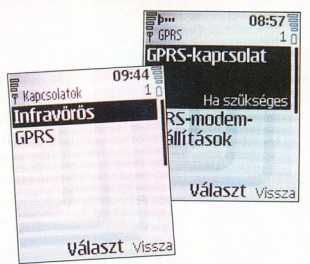 09:44
Kapcsolatok 1
Infravörös
GPRS
Választ Vissza
08:57
GPRS 1
GPRS-kapcsolat
Ha szükséges
RS-modem-
állítások
Választ Vissza